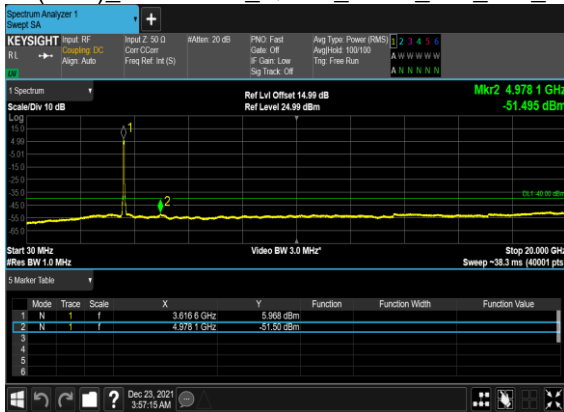 Spectrum Analyzer 1
Swept SA
KEYSIGHT Input: RF Input Z: 50 Ω #Atten: 20 dB PNO: Fast Avg Type: Power (RMS) 1 2 3 4 5 6
RL Coupling: DC Corr CCorr Gate: Off Avg|Hold: 100/100 A W W W W W
Align: Auto Freq Ref: Int (S) IF Gain: Low Trig: Free Run
Sig Track: Off A N N N N N
1 Spectrum Ref Lvl Offset 14.99 dB Mkr2 4.978 1 GHz
Scale/Div 10 dB Ref Level 24.99 dBm -51.495 dBm
Log
15.0
4.99
-5.01
-15.0
-25.0
-35.0
-45.0
-55.0
-65.0
1
2
DL1 -40.00 dBm
Start 30 MHz Video BW 3.0 MHz* Stop 20.000 GHz
#Res BW 1.0 MHz Sweep ~38.3 ms (40001 pts)
5 Marker Table
Mode Trace Scale X Y Function Function Width Function Value
1 N 1 f 3.616 6 GHz 5.968 dBm
2 N 1 f 4.978 1 GHz -51.50 dBm
3
4
5
6
? Dec 23, 2021
3:57:15 AM